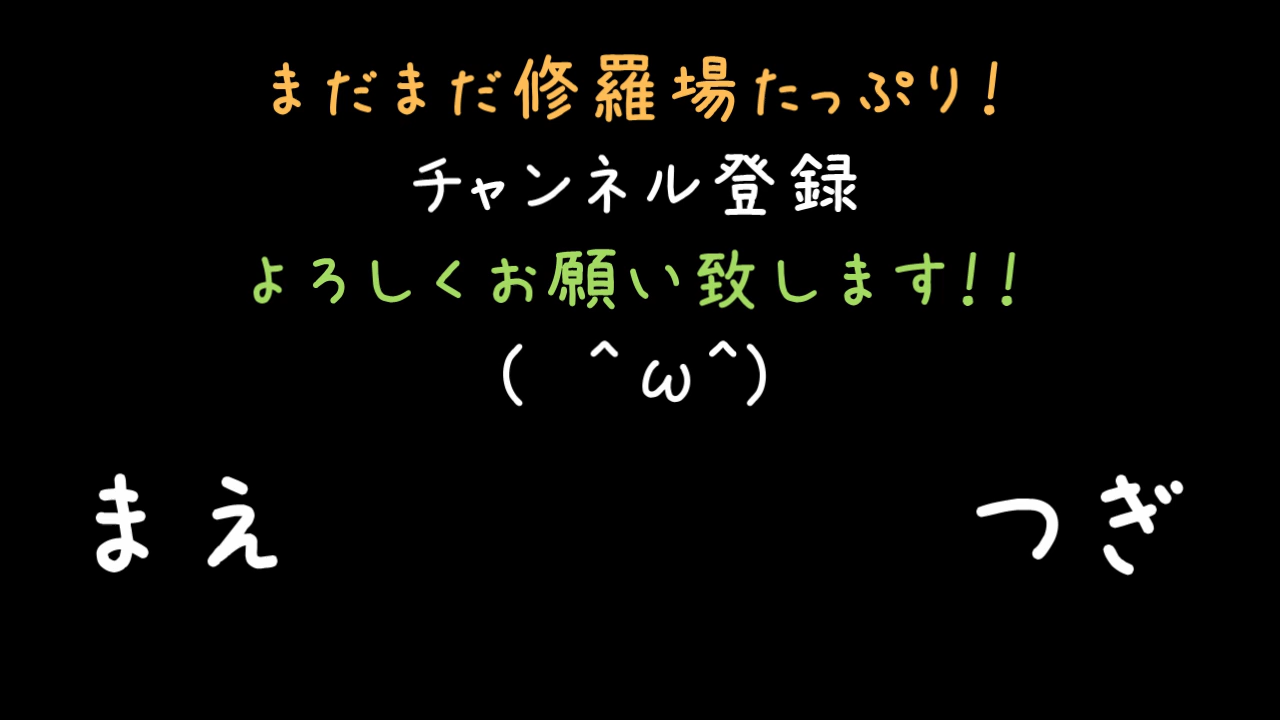 まだまだ修羅場たっぷり!
チャンネル登録
よろしくお願い致します!!
( ^ω^)
まえ つぎ